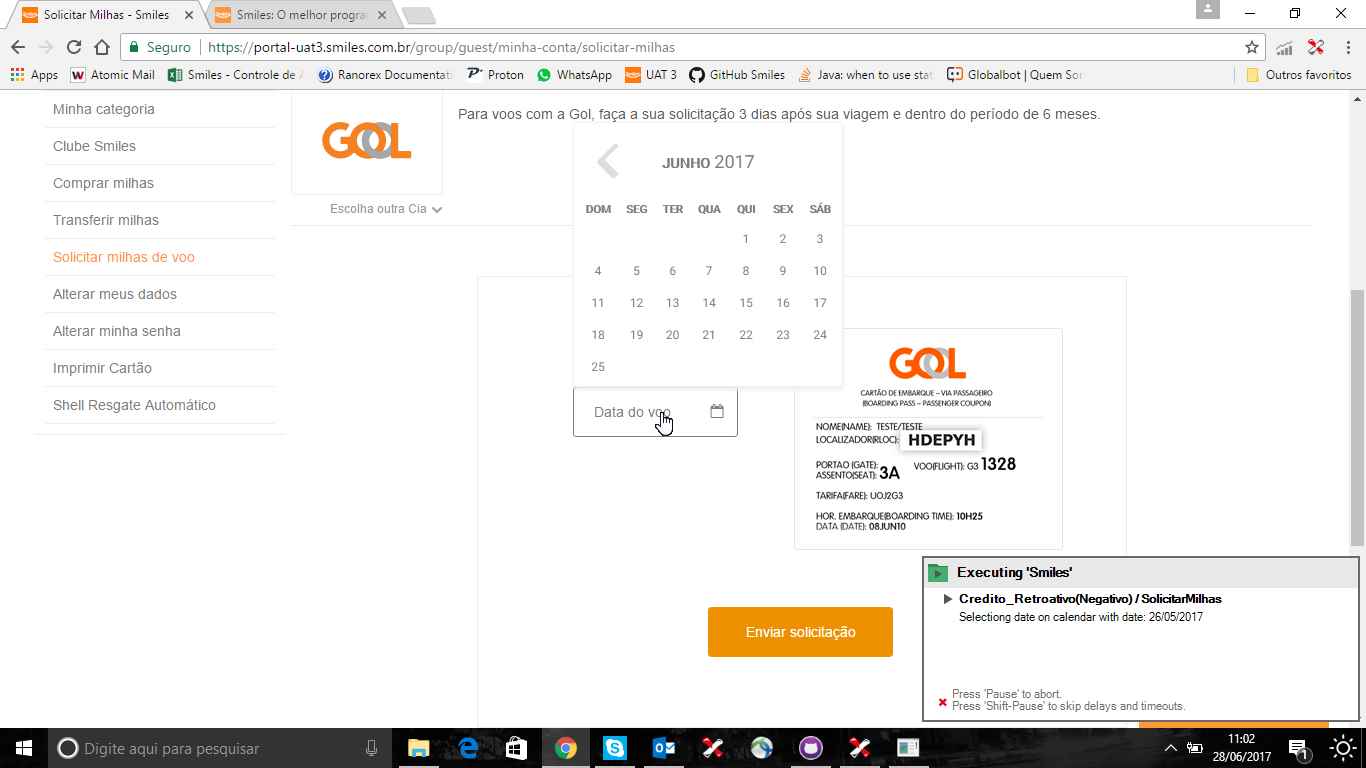 Solicitar Milhas - Smiles
Smiles: O melhor progra
Seguro
https://portal-uat3.smiles.com.br/group/guest/minha-conta/solicitar-milhas
Apps
Atomic Mail
Smiles - Controle de
Ranorex Documentat
Proton
WhatsApp
UAT 3
GitHub Smiles
Java: when to use stat
Globalbot | Quem So
Outros favoritos
Minha categoria
Clube Smiles
Comprar milhas
Transferir milhas
Solicitar milhas de voo
Alterar meus dados
Alterar minha senha
Imprimir Cartão
Shell Resgate Automático
GOL
Escolha outra Cia
Para voos com a Gol, faça a sua solicitação 3 dias após sua viagem e dentro do período de 6 meses.
JUNHO 2017
DOM SEG TER QUA QUI SEX SÁB
1 2 3
4 5 6 7 8 9 10
11 12 13 14 15 16 17
18 19 20 21 22 23 24
25
Data do voo
GOL
CARTÃO DE EMBARQUE – VIA PASSAGEIRO
(BOARDING PASS – PASSENGER COUPON)
NOME(NAME): TESTE/TESTE
LOCALIZADOR(RLOC): HDEPYH
PORTAO (GATE):
ASSENTO(SEAT): 3A
VOO(FLIGHT): G3 1328
TARIFA(FARE): UOJ2G3
HOR. EMBARQUE(BOARDING TIME): 10H25
DATA (DATE): 08JUN10
Enviar solicitação
Executing 'Smiles'
Credito_Retroativo(Negativo) / SolicitarMilhas
Selectiong date on calendar with date: 26/05/2017
Press 'Pause' to abort.
Press 'Shift-Pause' to skip delays and timeouts.
Digite aqui para pesquisar
11:02
28/06/2017
1